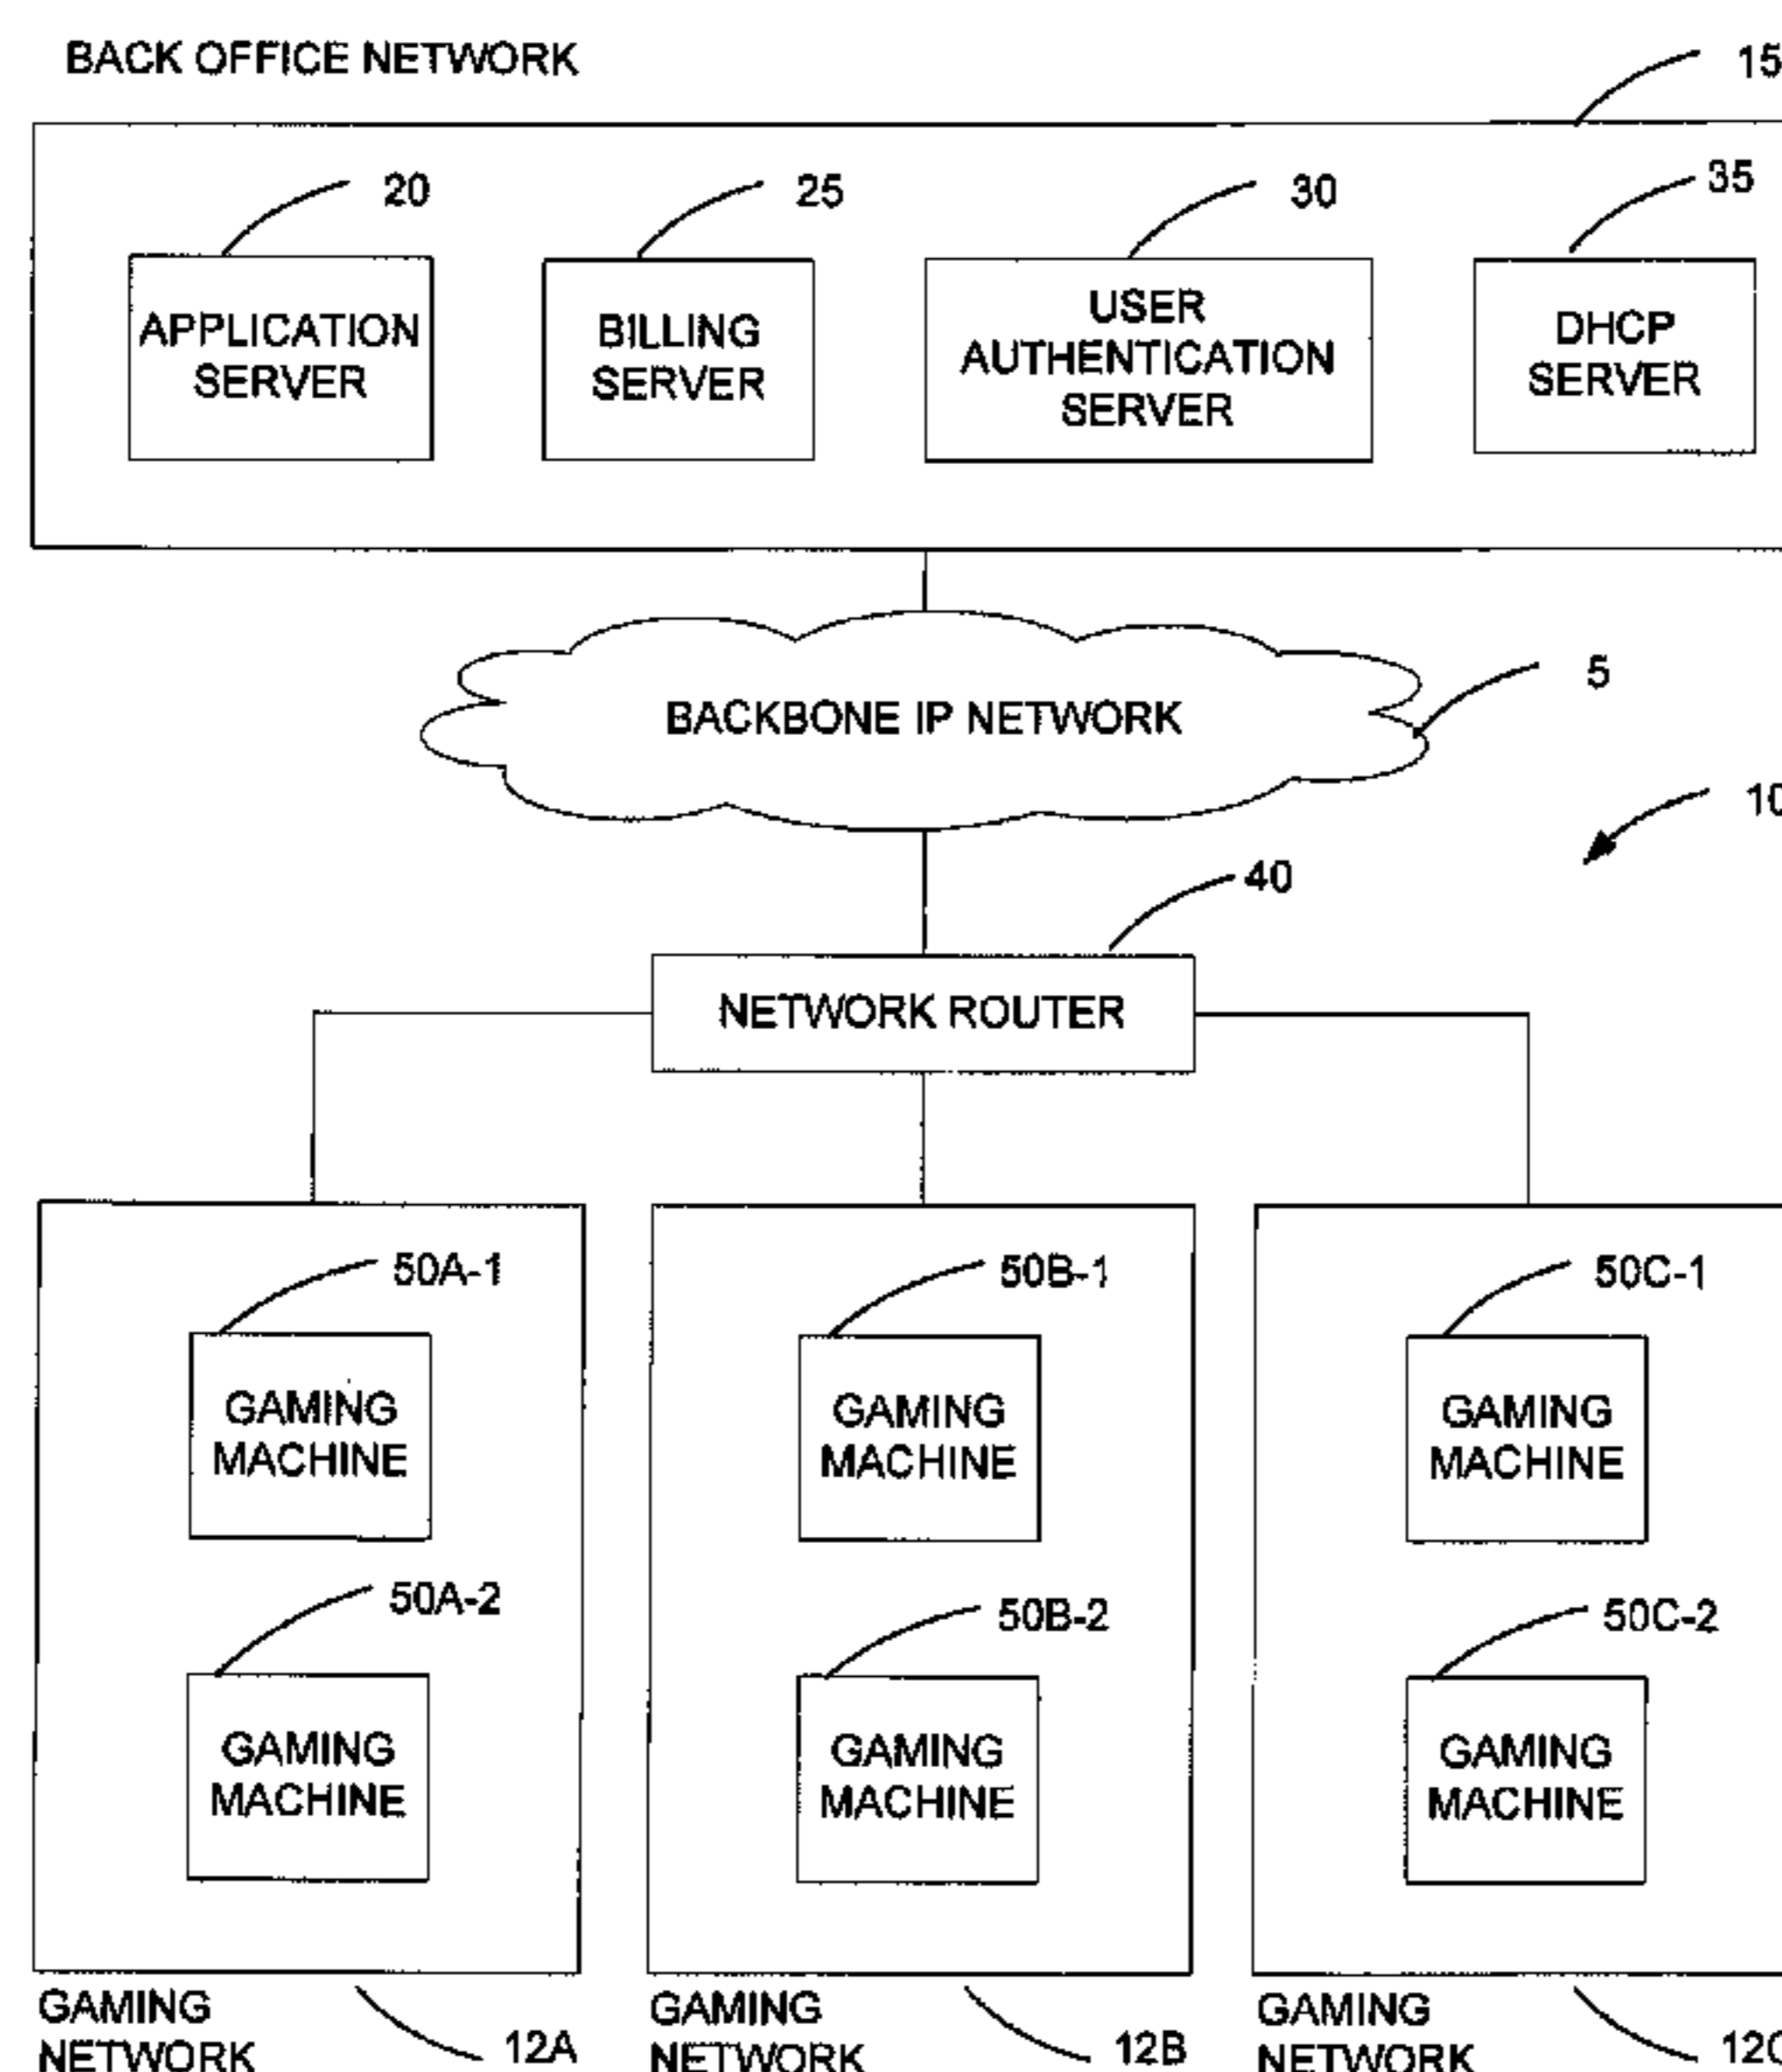 BACK OFFICE NETWORK
15
20
25
30
35
APPLICATION
SERVER
BILLING
SERVER
USER
AUTHENTICATION
SERVER
DHCP
SERVER
BACKBONE IP NETWORK
5
10
40
NETWORK ROUTER
50A-1
50B-1
50C-1
GAMING
MACHINE
GAMING
MACHINE
GAMING
MACHINE
50A-2
50B-2
50C-2
GAMING
MACHINE
GAMING
MACHINE
GAMING
MACHINE
GAMING
NETWORK
12A
GAMING
NETWORK
12B
GAMING
NETWORK
12C